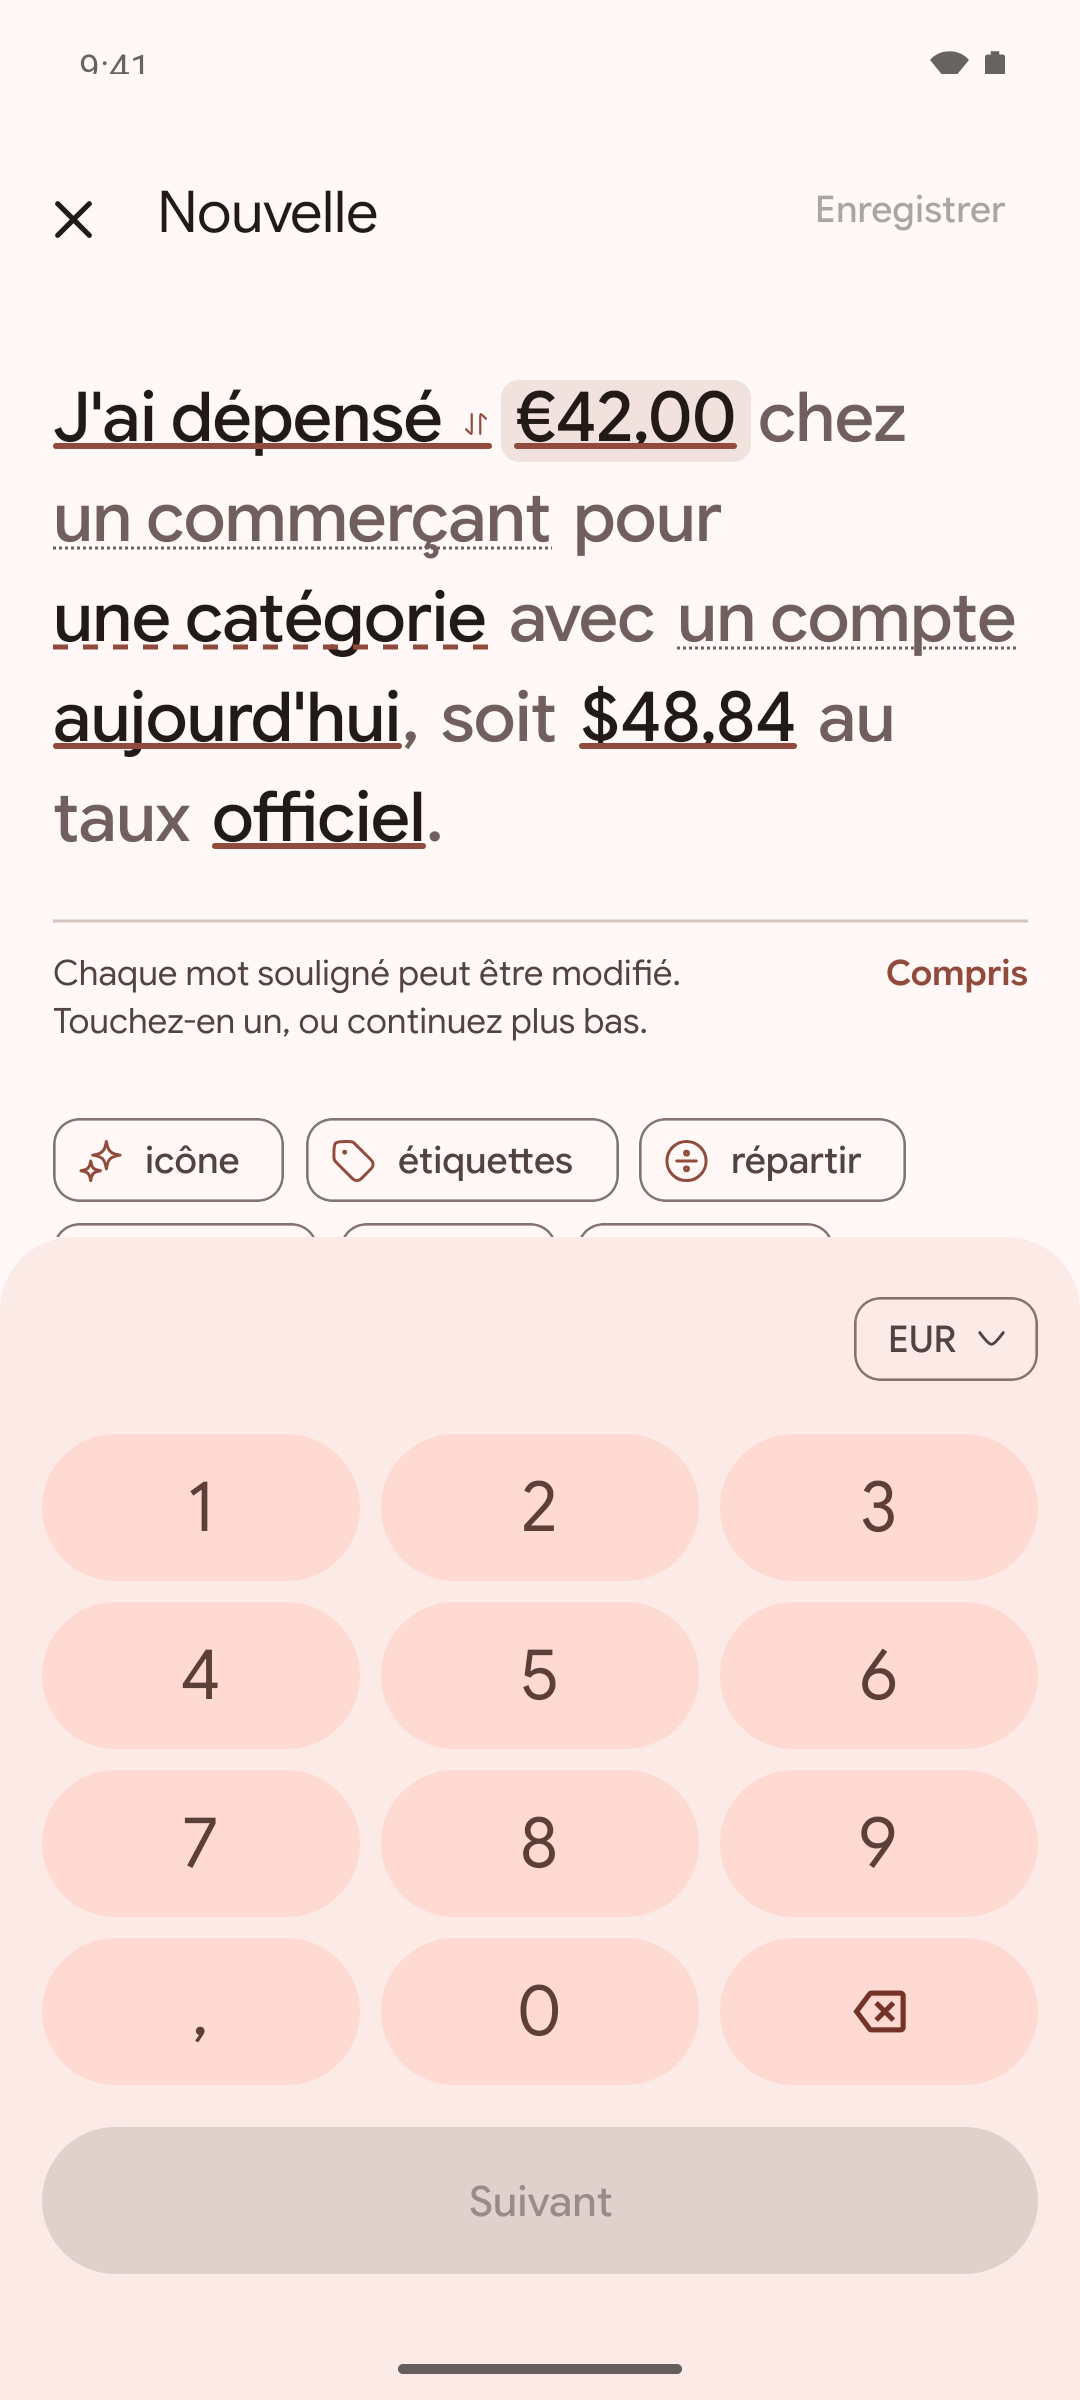 9:41
Nouvelle
Enregistrer
J'ai dépensé €42,00 chez
un commerçant pour
une catégorie avec un compte
aujourd'hui, soit $48,84 au
taux officiel.
Chaque mot souligné peut être modifié.
Touchez-en un, ou continuez plus bas.
Compris
icône étiquettes répartir
EUR
1 2 3
4 5 6
7 8 9
, 0
Suivant